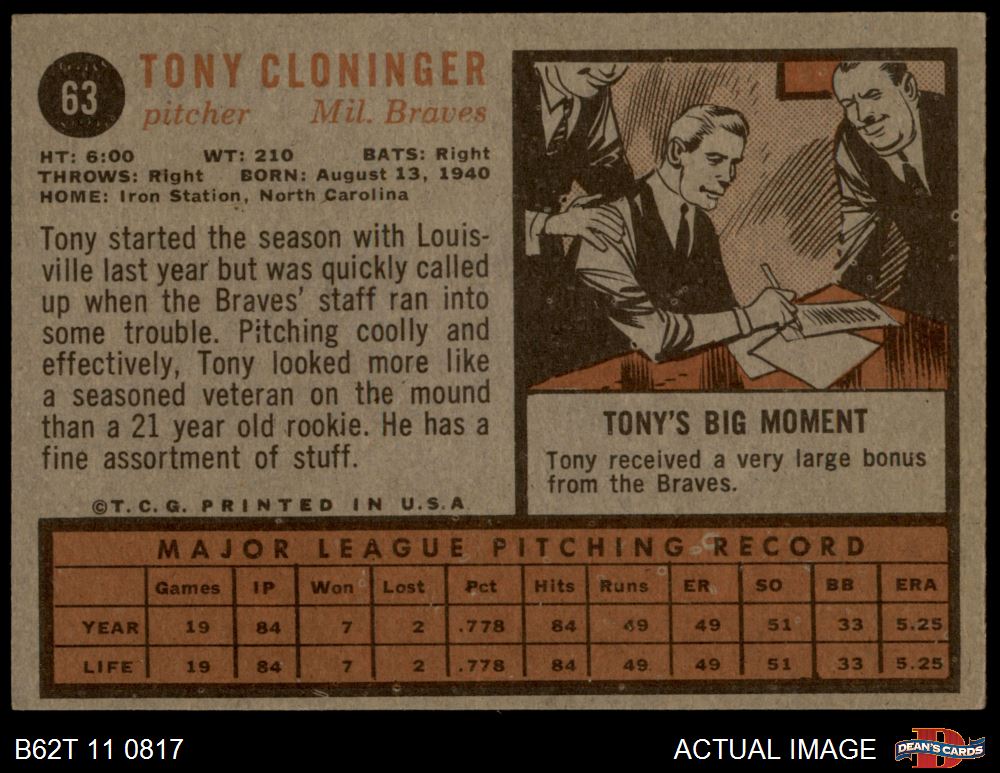 63
TONY CLONINGER
pitcher Mil. Braves
HT: 6:00 WT: 210 BATS: Right
THROWS: Right BORN: August 13, 1940
HOME: Iron Station, North Carolina
Tony started the season with Louis-
ville last year but was quickly called
up when the Braves' staff ran into
some trouble. Pitching coolly and
effectively, Tony looked more like
a seasoned veteran on the mound
than a 21 year old rookie. He has a
fine assortment of stuff.
©T.C.G. PRINTED IN U.S.A
TONY'S BIG MOMENT
Tony received a very large bonus
from the Braves.
MAJOR LEAGUE PITCHING RECORD
Games IP Won Lost Pct Hits Runs ER SO BB ERA
YEAR 19 84 7 2 .778 84 49 49 51 33 5.25
LIFE 19 84 7 2 .778 84 49 49 51 33 5.25
B62T 11 0817 ACTUAL IMAGE
D
DEAN'S CARDS